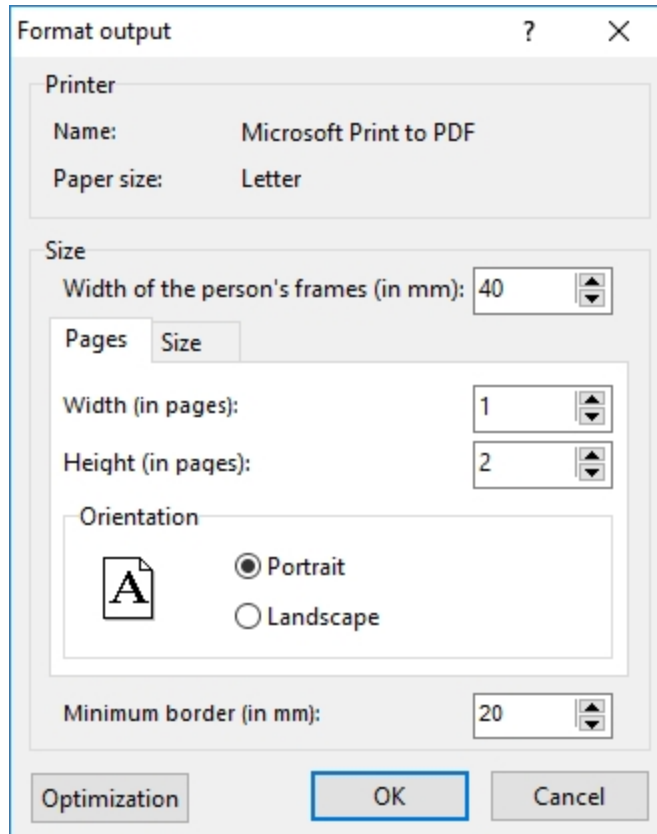 Format output ?
Printer
Name: Microsoft Print to PDF
Paper size: Letter
Size
Width of the person's frames (in mm): 40
Pages Size
Width (in pages): 1
Height (in pages): 2
Orientation
A Portrait
Landscape
Minimum border (in mm): 20
Optimization OK Cancel